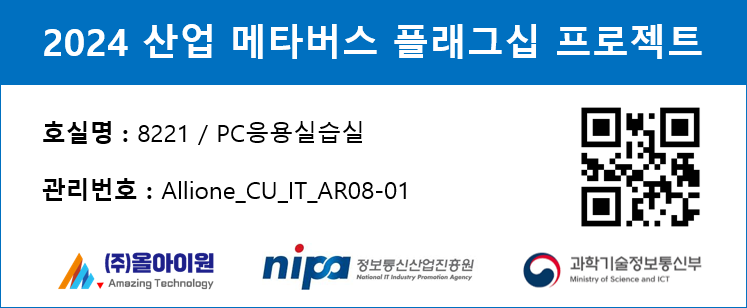 2024 산업 메타버스 플래그십 프로젝트
호실명 : 8221 / PC응용실습실
관리번호 : Allione_CU_IT_AR08-01
(주)올아이원
Amazing Technology
nipa 정보통신산업진흥원
National IT Industry Promotion Agency
과학기술정보통신부
Ministry of Science and ICT